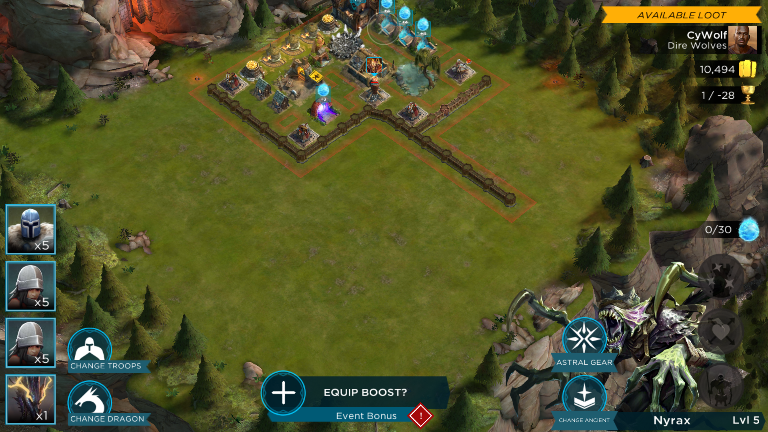 AVAILABLE LOOT
CyWolf
Dire Wolves
10,494
1 / -28
0/30
x5
x5
x5
x1
CHANGE TROOPS
CHANGE DRAGON
EQUIP BOOST?
Event Bonus
ASTRAL GEAR
CHANGE ANCIENT
Nyrax
Lvl 5